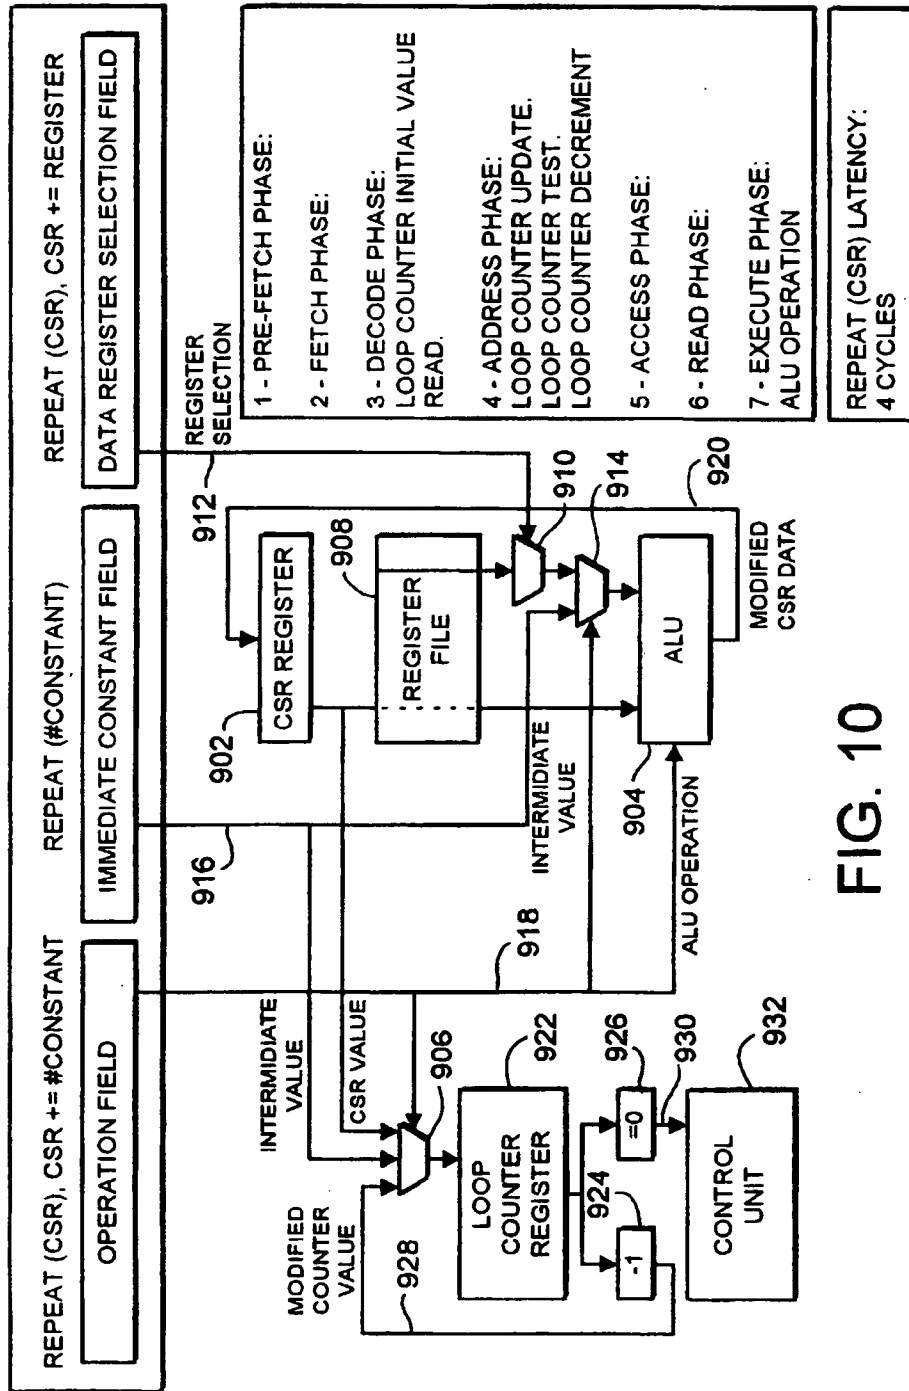 REPEAT (CSR), CSR += #CONSTANT
REPEAT (#CONSTANT)
REPEAT (CSR), CSR += REGISTER
OPERATION FIELD
IMMEDIATE CONSTANT FIELD
DATA REGISTER SELECTION FIELD
916
912
REGISTER
SELECTION
INTERMIDIATE
VALUE
CSR VALUE
902
CSR REGISTER
908
REGISTER
FILE
910
914
MODIFIED
COUNTER
VALUE
928
906
918
INTERMIDIATE
VALUE
904
ALU
920
MODIFIED
CSR DATA
ALU OPERATION
LOOP
COUNTER
REGISTER
922
924
-1
=0
926
930
CONTROL
UNIT
932
1 - PRE-FETCH PHASE:
2 - FETCH PHASE:
3 - DECODE PHASE:
LOOP COUNTER INITIAL VALUE
READ.
4 - ADDRESS PHASE:
LOOP COUNTER UPDATE.
LOOP COUNTER TEST.
LOOP COUNTER DECREMENT
5 - ACCESS PHASE:
6 - READ PHASE:
7 - EXECUTE PHASE:
ALU OPERATION
REPEAT (CSR) LATENCY:
4 CYCLES
FIG. 10